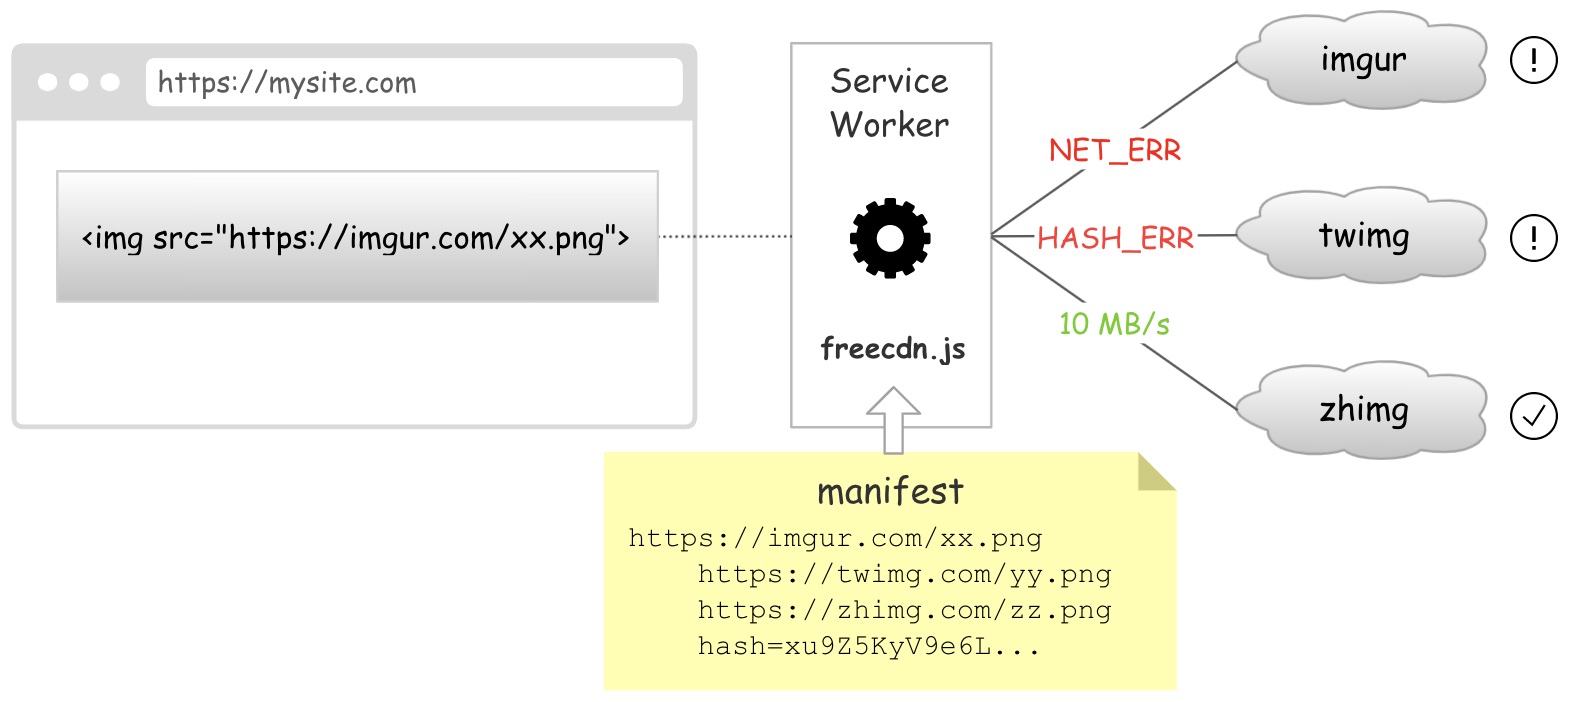 https://mysite.com
<img src="https://imgur.com/xx.png">
Service
Worker
freecdn.js
NET_ERR
HASH_ERR
10 MB/s
imgur
twimg
zhimg
manifest
https://imgur.com/xx.png
https://twimg.com/yy.png
https://zhimg.com/zz.png
hash=xu9Z5KyV9e6L...